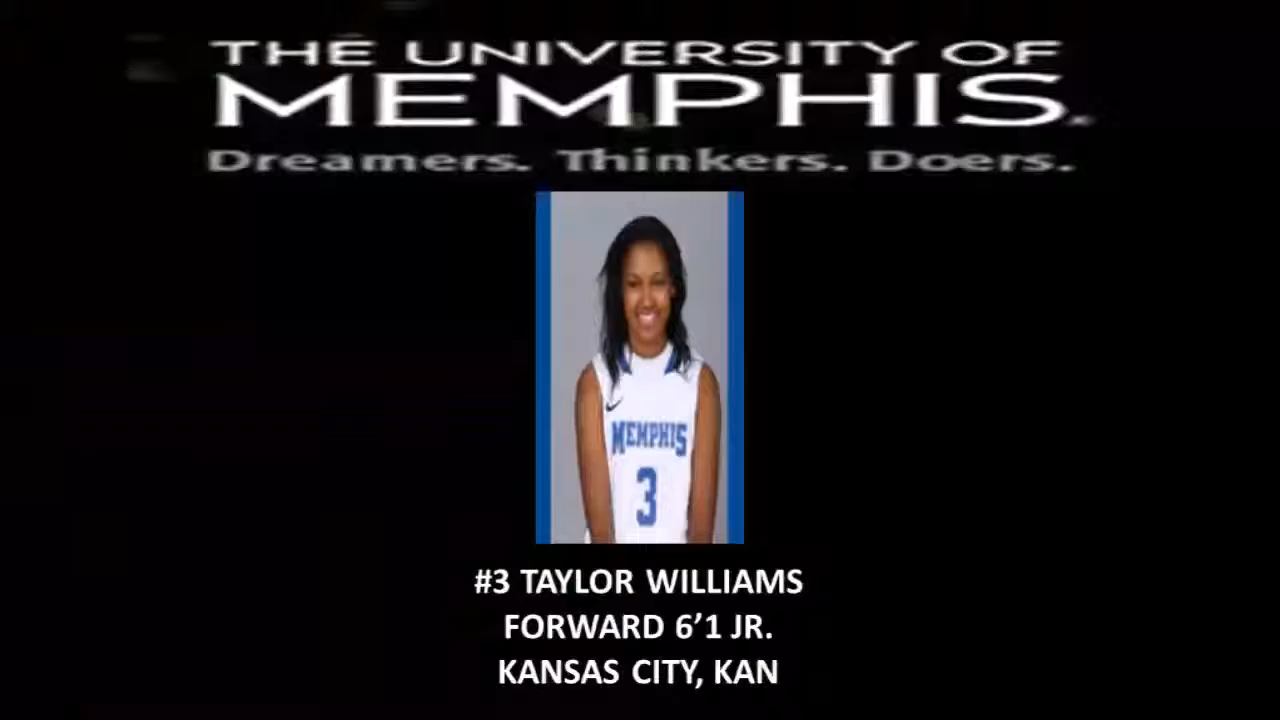 THE UNIVERSITY OF
MEMPHIS.
Dreamers. Thinkers. Doers.
MEMPHIS
3
#3 TAYLOR WILLIAMS
FORWARD 6’1 JR.
KANSAS CITY, KAN